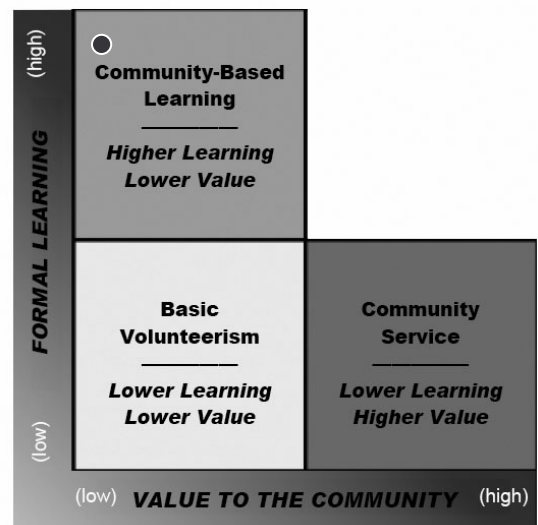 (high)
FORMAL LEARNING
(low)
Community-Based
Learning
Higher Learning
Lower Value
Basic
Volunteerism
Lower Learning
Lower Value
Community
Service
Lower Learning
Higher Value
(low) VALUE TO THE COMMUNITY (high)